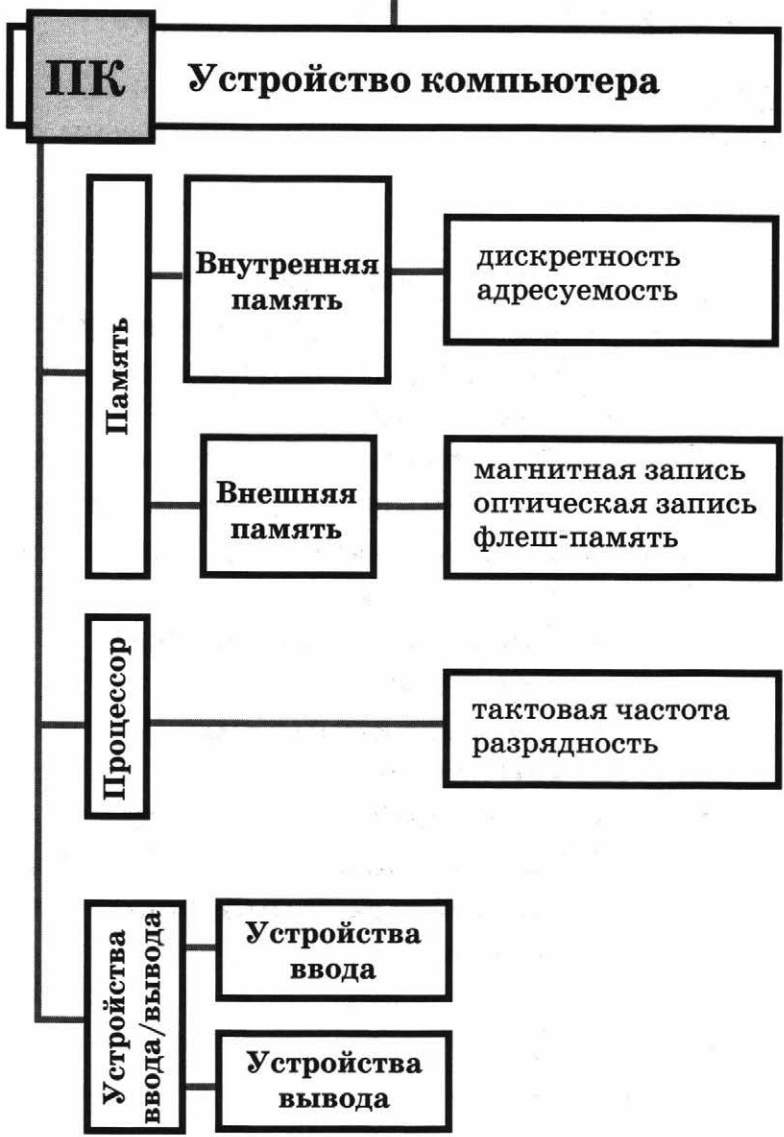 ПК
Устройство компьютера
Память
Внутренняя
память
дискретность
адресуемость
Внешняя
память
магнитная запись
оптическая запись
флеш-память
Процессор
тактовая частота
разрядность
Устройства
ввода/вывода
Устройства
ввода
Устройства
вывода